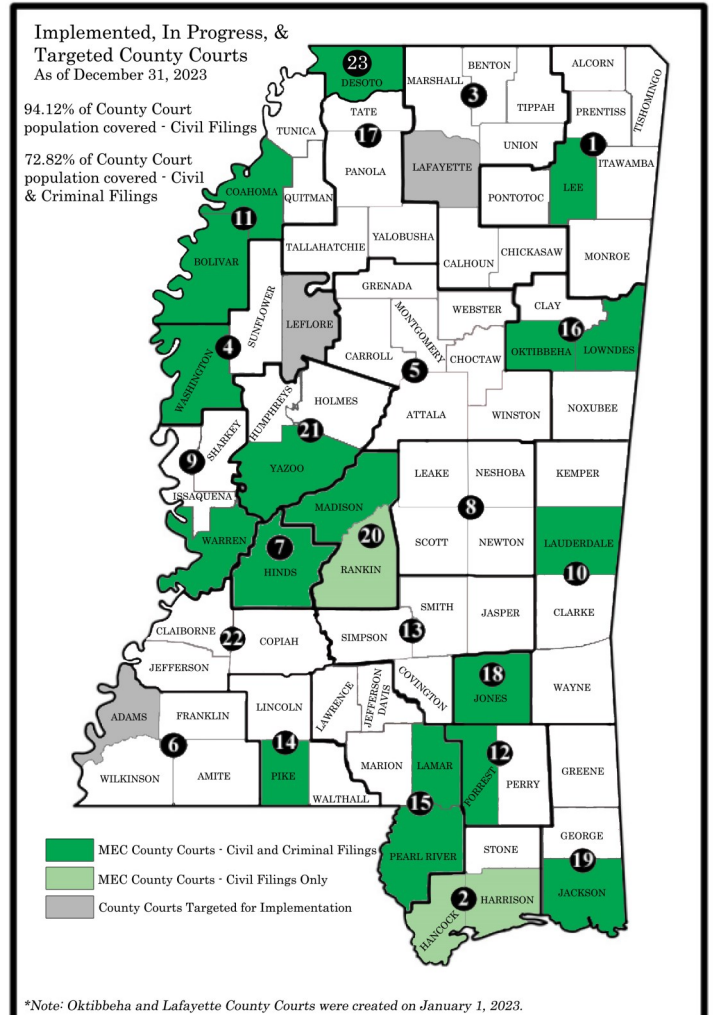 Implemented, In Progress, &
Targeted County Courts
As of December 31, 2023
94.12% of County Court
population covered - Civil Filings
72.82% of County Court
population covered - Civil
& Criminal Filings
23
DESOTO
MARSHALL
BENTON
3
TIPPAH
ALCORN
TISHOMINGO
PRENTISS
TATE
17
TUNICA
UNION
1
ITAWAMBA
PANOLA
LAFAYETTE
COAHOMA
QUITMAN
PONTOTOC
LEE
11
TALLAHATCHIE
YALOBUSHA
CALHOUN
CHICKASAW
MONROE
BOLIVAR
GRENADA
SUNFLOWER
LEFLORE
MONTGOMERY
WEBSTER
CLAY
16
4
CARROLL
5
CHOCTAW
OKTIBBEHA
LOWNDES
WASHINGTON
HUMPHREYS
HOLMES
ATTALA
WINSTON
NOXUBEE
SHARKEY
21
9
YAZOO
LEAKE
NESHOBA
KEMPER
ISSAQUENA
MADISON
8
WARREN
7
HINDS
20
RANKIN
SCOTT
NEWTON
LAUDERDALE
10
CLAIBORNE
22
COPIAH
SIMPSON
13
SMITH
JASPER
CLARKE
JEFFERSON
LAWRENCE
JEFFERSON
DAVIS
COVINGTON
18
JONES
WAYNE
ADAMS
FRANKLIN
LINCOLN
6
14
WILKINSON
AMITE
PIKE
WALTHALL
MARION
LAMAR
12
FORREST
PERRY
GREENE
15
PEARL RIVER
STONE
GEORGE
19
JACKSON
2
HANCOCK
HARRISON
MEC County Courts - Civil and Criminal Filings
MEC County Courts - Civil Filings Only
County Courts Targeted for Implementation
*Note: Oktibbeha and Lafayette County Courts were created on January 1, 2023.